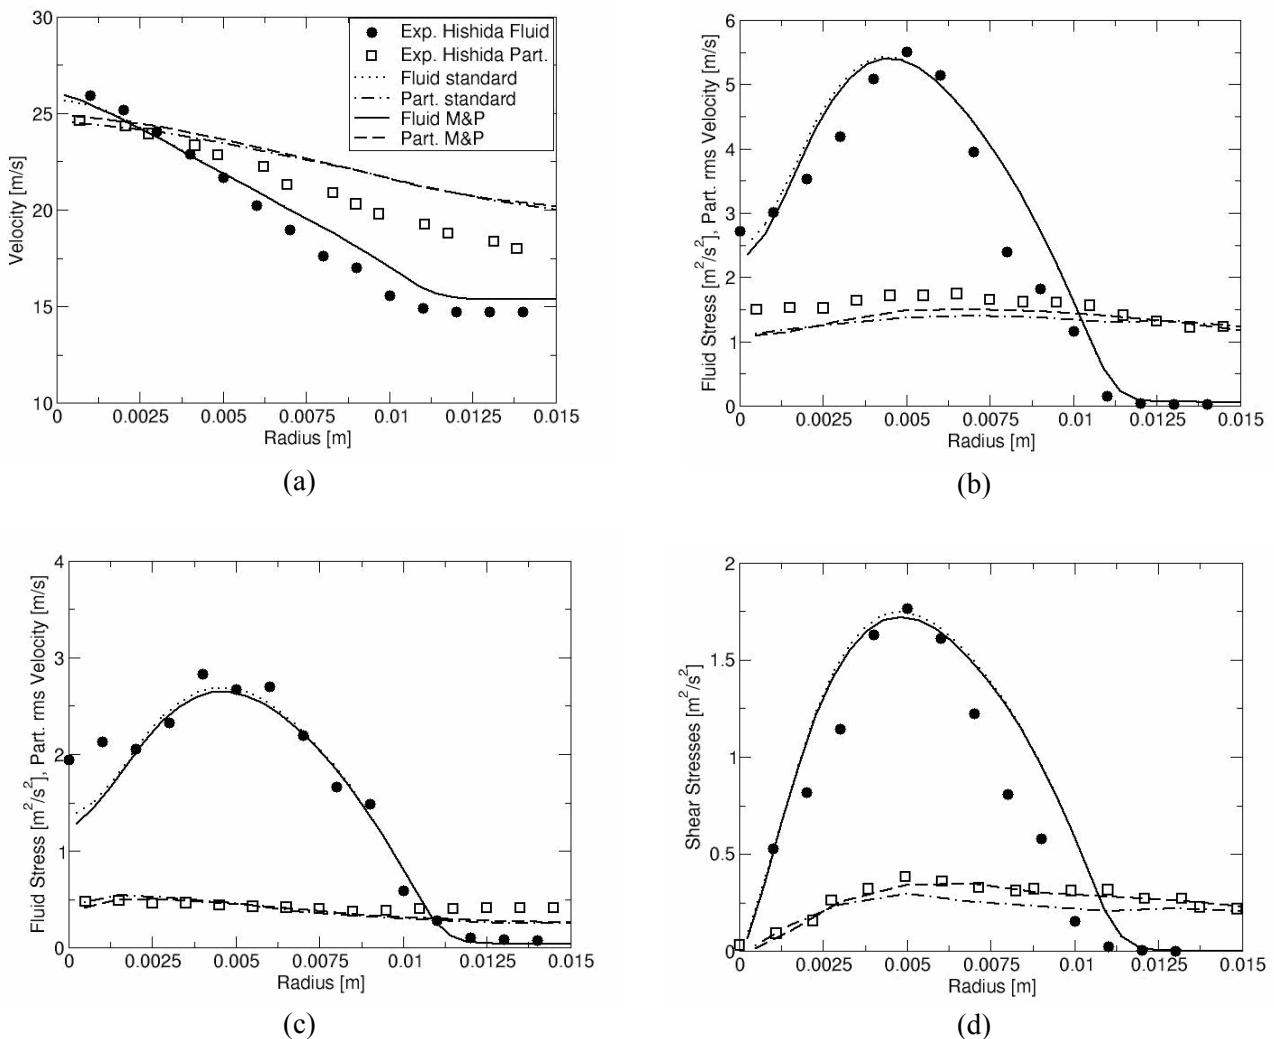 30
25
20
15
10
Velocity [m/s]
Exp. Hishida Fluid
Exp. Hishida Part.
Fluid standard
Part. standard
Fluid M&P
Part. M&P
0 0.0025 0.005 0.0075 0.01 0.0125 0.015
Radius [m]
(a)
6
5
4
3
2
1
0
Fluid Stress [m²/s²], Part. rms Velocity [m/s]
0 0.0025 0.005 0.0075 0.01 0.0125 0.015
Radius [m]
(b)
4
3
2
1
0
Fluid Stress [m²/s²], Part. rms Velocity [m/s]
0 0.0025 0.005 0.0075 0.01 0.0125 0.015
Radius [m]
(c)
2
1.5
1
0.5
0
Shear Stresses [m²/s²]
0 0.0025 0.005 0.0075 0.01 0.0125 0.015
Radius [m]
(d)